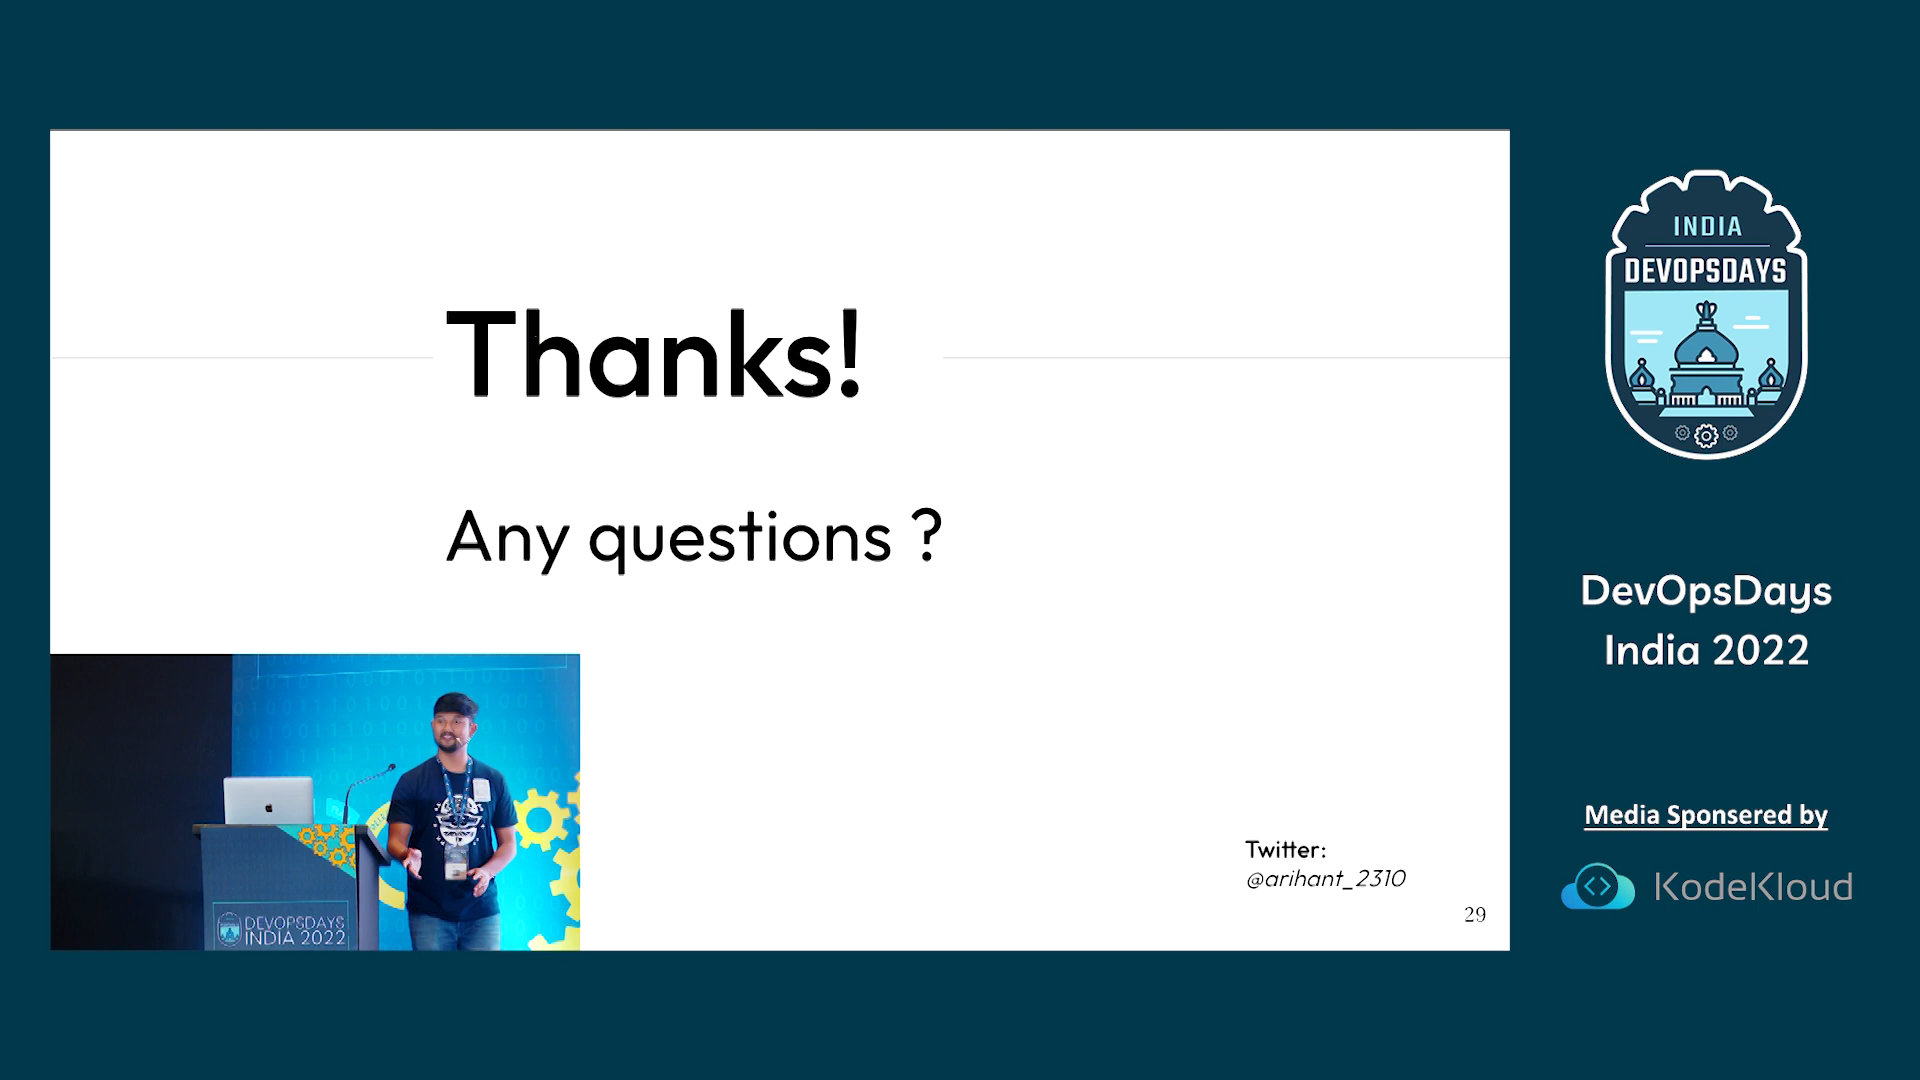 Thanks!
Any questions ?
Twitter:
@arihant_2310
29
DEVOPSDAYS
INDIA 2022
INDIA
DEVOPSDAYS
DevOpsDays
India 2022
Media Sponsered by
KodeKloud